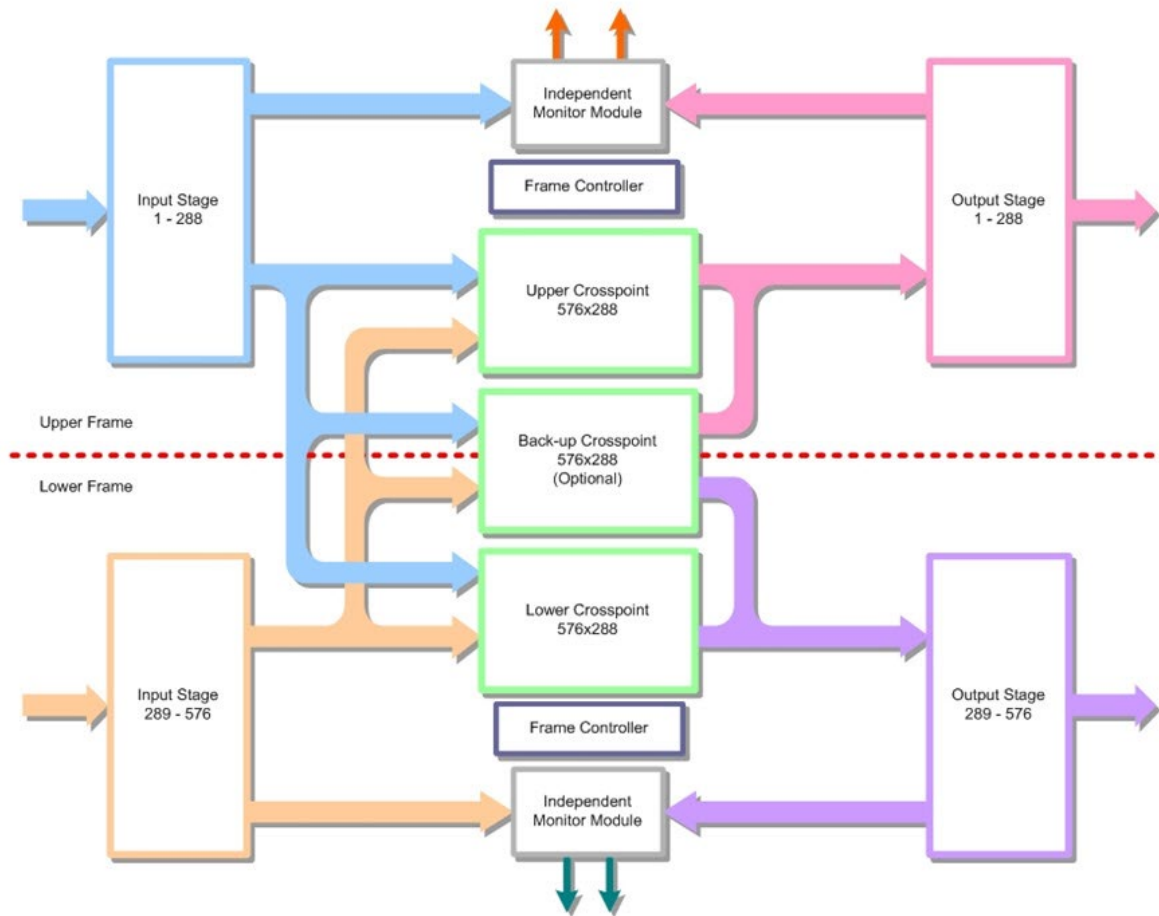 Independent
Monitor Module
Frame Controller
Input Stage
1 - 288
Output Stage
1 - 288
Upper Crosspoint
576x288
Upper Frame
Back-up Crosspoint
576x288
(Optional)
Lower Frame
Lower Crosspoint
576x288
Input Stage
289 - 576
Output Stage
289 - 576
Frame Controller
Independent
Monitor Module